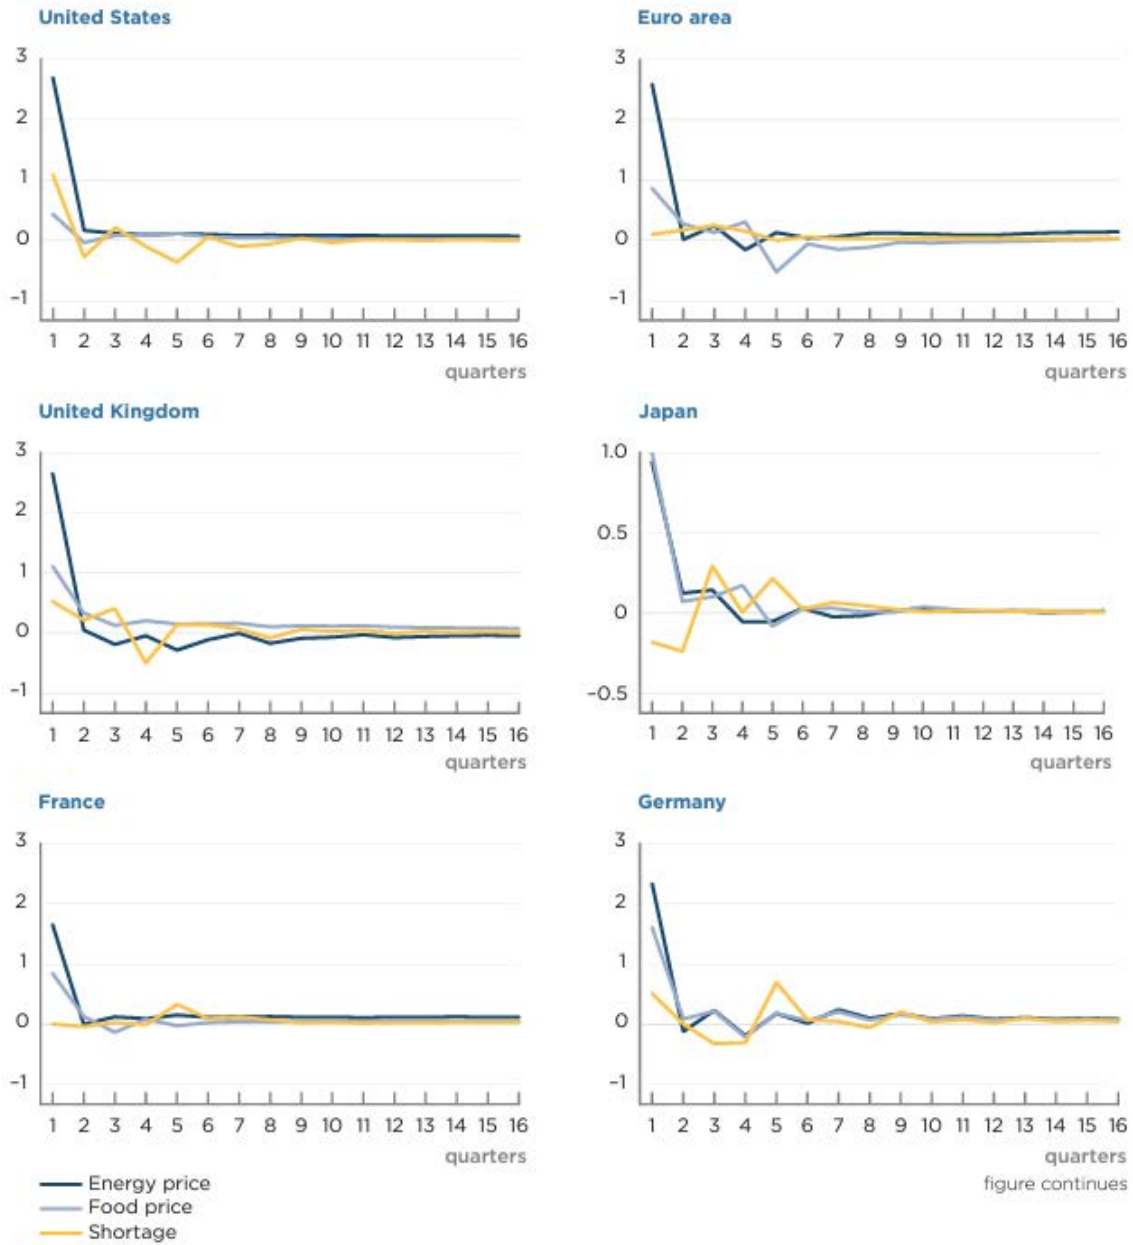 United States
3
2
1
0
–1
1 2 3 4 5 6 7 8 9 10 11 12 13 14 15 16
quarters
Euro area
3
2
1
0
–1
1 2 3 4 5 6 7 8 9 10 11 12 13 14 15 16
quarters
United Kingdom
3
2
1
0
–1
1 2 3 4 5 6 7 8 9 10 11 12 13 14 15 16
quarters
Japan
1.0
0.5
0
–0.5
1 2 3 4 5 6 7 8 9 10 11 12 13 14 15 16
quarters
France
3
2
1
0
–1
1 2 3 4 5 6 7 8 9 10 11 12 13 14 15 16
quarters
Germany
3
2
1
0
–1
1 2 3 4 5 6 7 8 9 10 11 12 13 14 15 16
quarters
Energy price
Food price
Shortage
figure continues